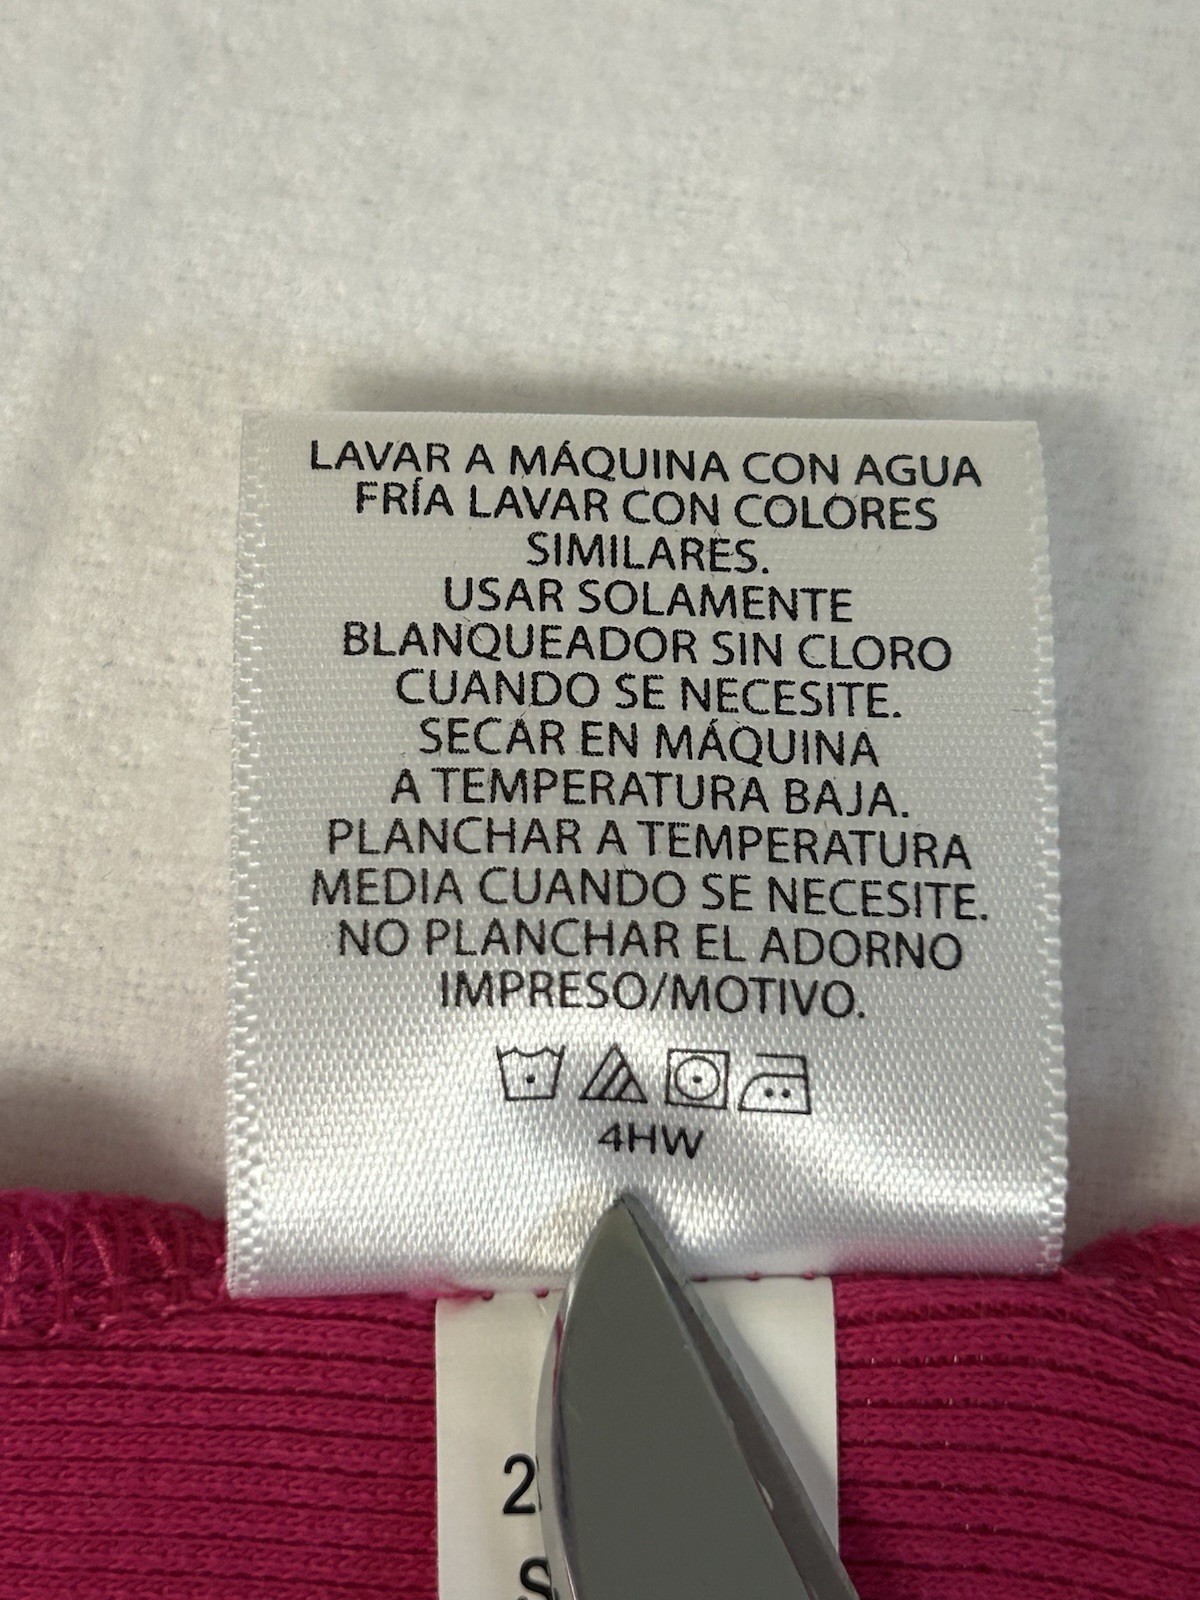 LAVAR A MÁQUINA CON AGUA
FRÍA LAVAR CON COLORES
SIMILARES.
USAR SOLAMENTE
BLANQUEADOR SIN CLORO
CUANDO SE NECESITE.
SECAR EN MÁQUINA
A TEMPERATURA BAJA.
PLANCHAR A TEMPERATURA
MEDIA CUANDO SE NECESITE.
NO PLANCHAR EL ADORNO
IMPRESO/MOTIVO.
4HW